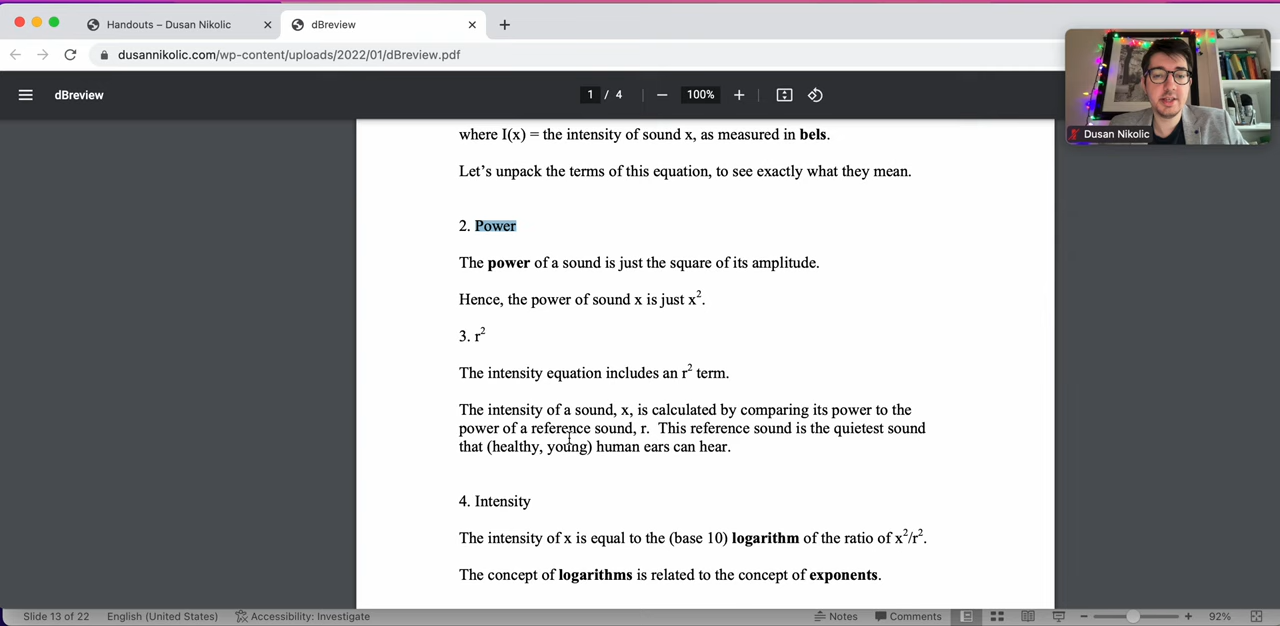 Handouts – Dusan Nikolic
dBreview
dusannikolic.com/wp-content/uploads/2022/01/dBreview.pdf
dBreview
1 / 4
100%
where I(x) = the intensity of sound x, as measured in bels.
Let's unpack the terms of this equation, to see exactly what they mean.
2. Power
The power of a sound is just the square of its amplitude.
Hence, the power of sound x is just x².
3. r²
The intensity equation includes an r² term.
The intensity of a sound, x, is calculated by comparing its power to the
power of a reference sound, r.  This reference sound is the quietest sound
that (healthy, young) human ears can hear.
4. Intensity
The intensity of x is equal to the (base 10) logarithm of the ratio of x²/r².
The concept of logarithms is related to the concept of exponents.
Dusan Nikolic
Slide 13 of 22
English (United States)
Accessibility: Investigate
Notes
Comments
92%